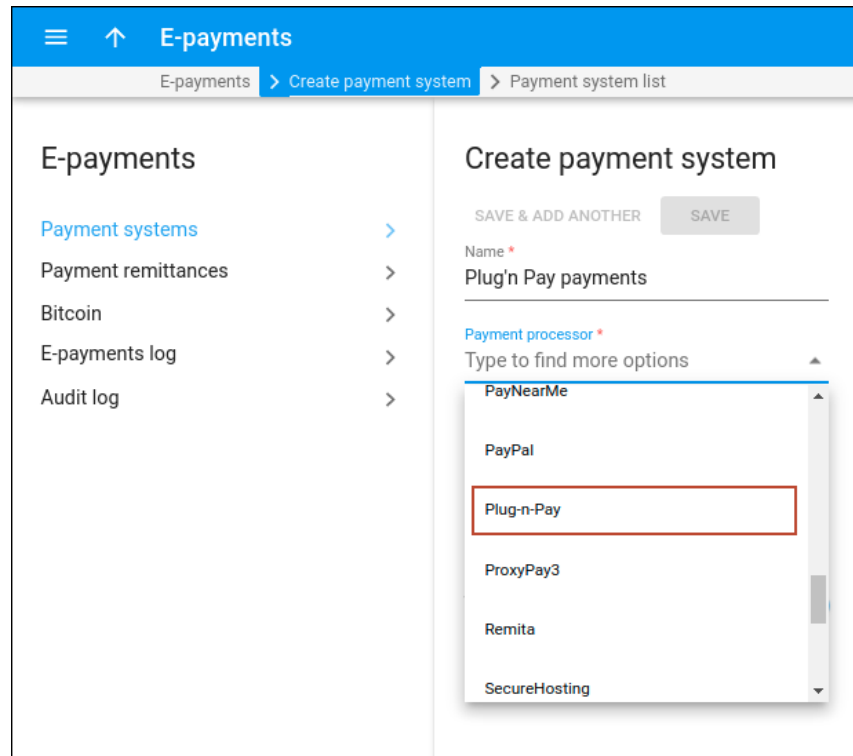 E-payments
E-payments
Create payment system
Payment system list
E-payments
Payment systems
Payment remittances
Bitcoin
E-payments log
Audit log
Create payment system
SAVE & ADD ANOTHER
SAVE
Name *
Plug'n Pay payments
Payment processor *
Type to find more options
PayNearMe
PayPal
Plug-n-Pay
ProxyPay3
Remita
SecureHosting